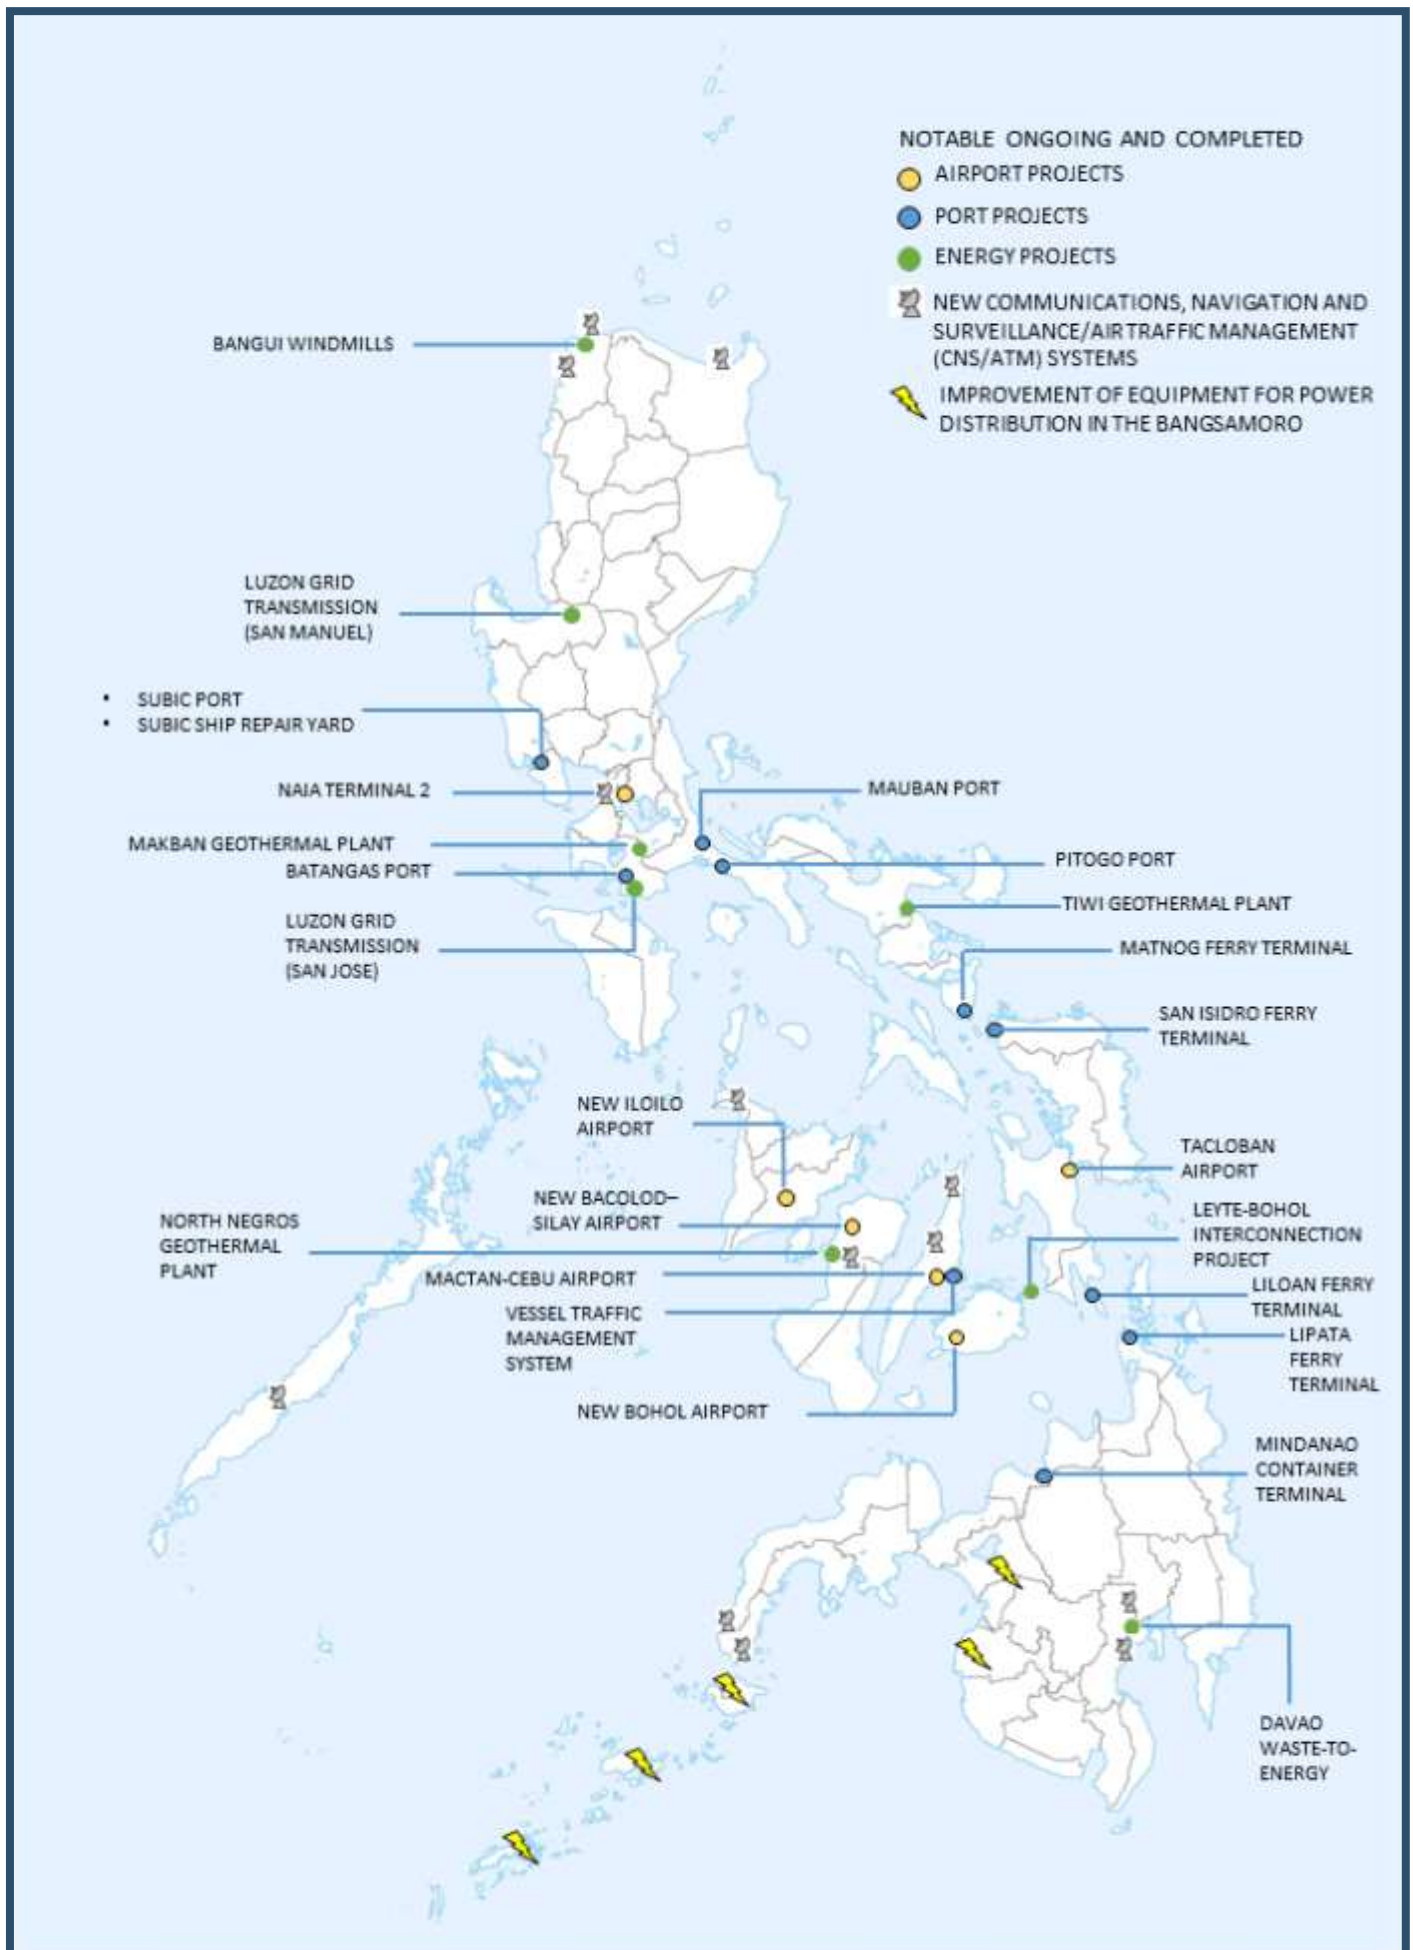 NOTABLE ONGOING AND COMPLETED
AIRPORT PROJECTS
PORT PROJECTS
ENERGY PROJECTS
NEW COMMUNICATIONS, NAVIGATION AND
SURVEILLANCE/AIR TRAFFIC MANAGEMENT
(CNS/ATM) SYSTEMS
IMPROVEMENT OF EQUIPMENT FOR POWER
DISTRIBUTION IN THE BANGSAMORO
BANGUI WINDMILLS
LUZON GRID
TRANSMISSION
(SAN MANUEL)
• SUBIC PORT
• SUBIC SHIP REPAIR YARD
NAIA TERMINAL 2
MAUBAN PORT
MAKBAN GEOTHERMAL PLANT
BATANGAS PORT
PITOGO PORT
TIWI GEOTHERMAL PLANT
LUZON GRID
TRANSMISSION
(SAN JOSE)
MATNOG FERRY TERMINAL
SAN ISIDRO FERRY
TERMINAL
NEW ILOILO
AIRPORT
TACLOBAN
AIRPORT
NEW BACOLOD–
SILAY AIRPORT
NORTH NEGROS
GEOTHERMAL
PLANT
LEYTE-BOHOL
INTERCONNECTION
PROJECT
MACTAN-CEBU AIRPORT
LILOAN FERRY
TERMINAL
VESSEL TRAFFIC
MANAGEMENT
SYSTEM
LIPATA
FERRY
TERMINAL
NEW BOHOL AIRPORT
MINDANAO
CONTAINER
TERMINAL
DAVAO
WASTE-TO-
ENERGY